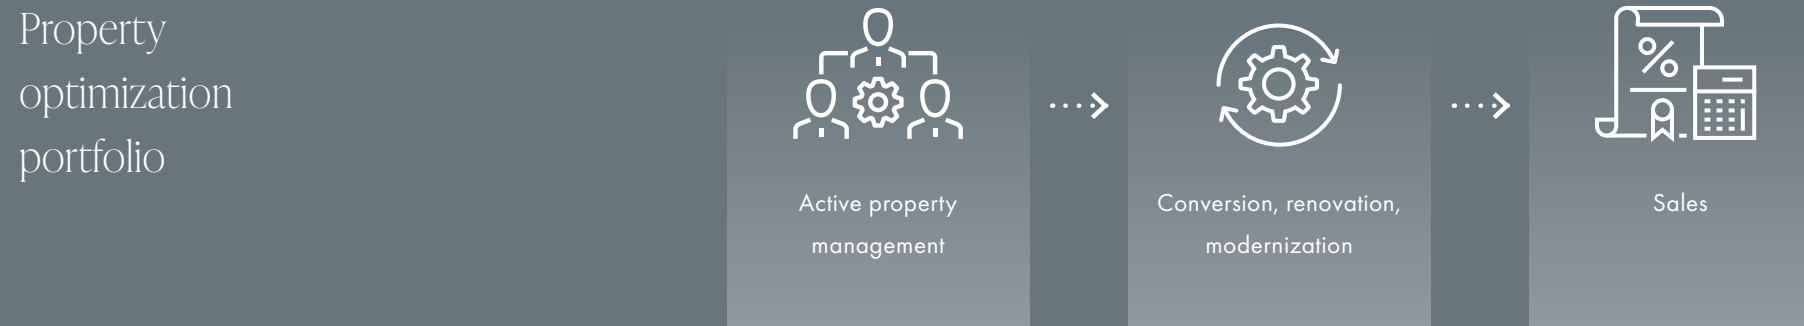 Property
optimization
portfolio
Active property
management
Conversion, renovation,
modernization
Sales